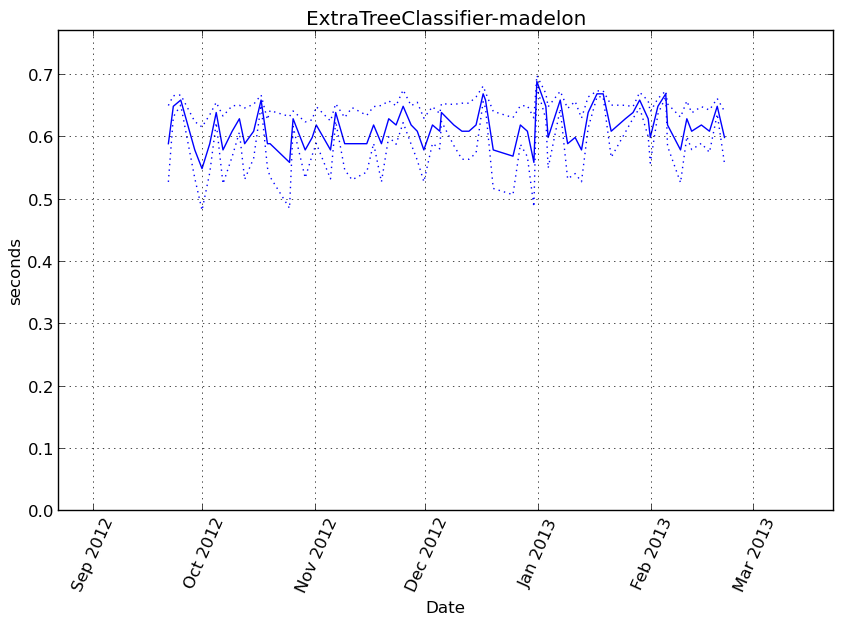 ExtraTreeClassifier-madelon
seconds
0.7
0.6
0.5
0.4
0.3
0.2
0.1
0.0
Sep 2012
Oct 2012
Nov 2012
Dec 2012
Jan 2013
Feb 2013
Mar 2013
Date